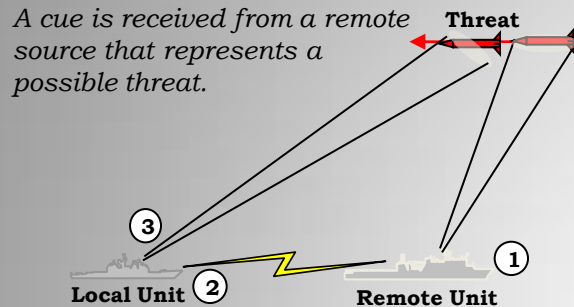 A cue is received from a remote
source that represents a
possible threat.
Threat
3
1
2
Local Unit
Remote Unit